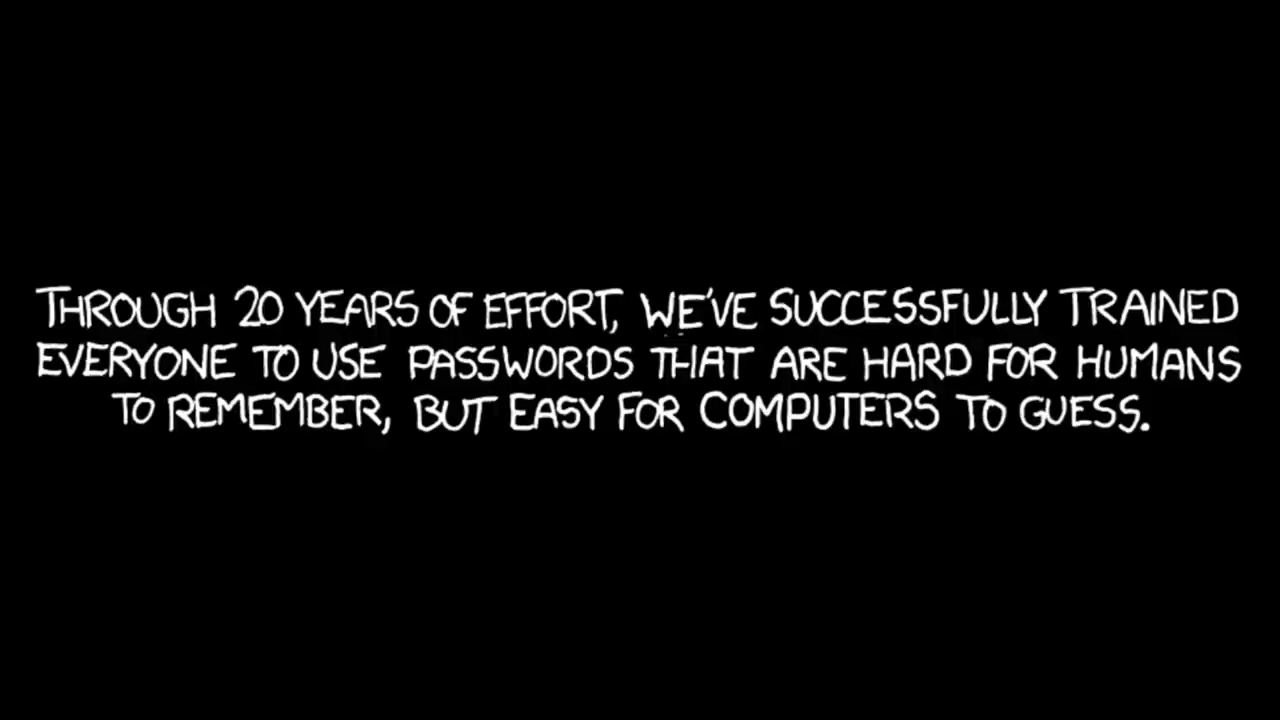 THROUGH 20 YEARS OF EFFORT, WE'VE SUCCESSFULLY TRAINED
EVERYONE TO USE PASSWORDS THAT ARE HARD FOR HUMANS
TO REMEMBER, BUT EASY FOR COMPUTERS TO GUESS.